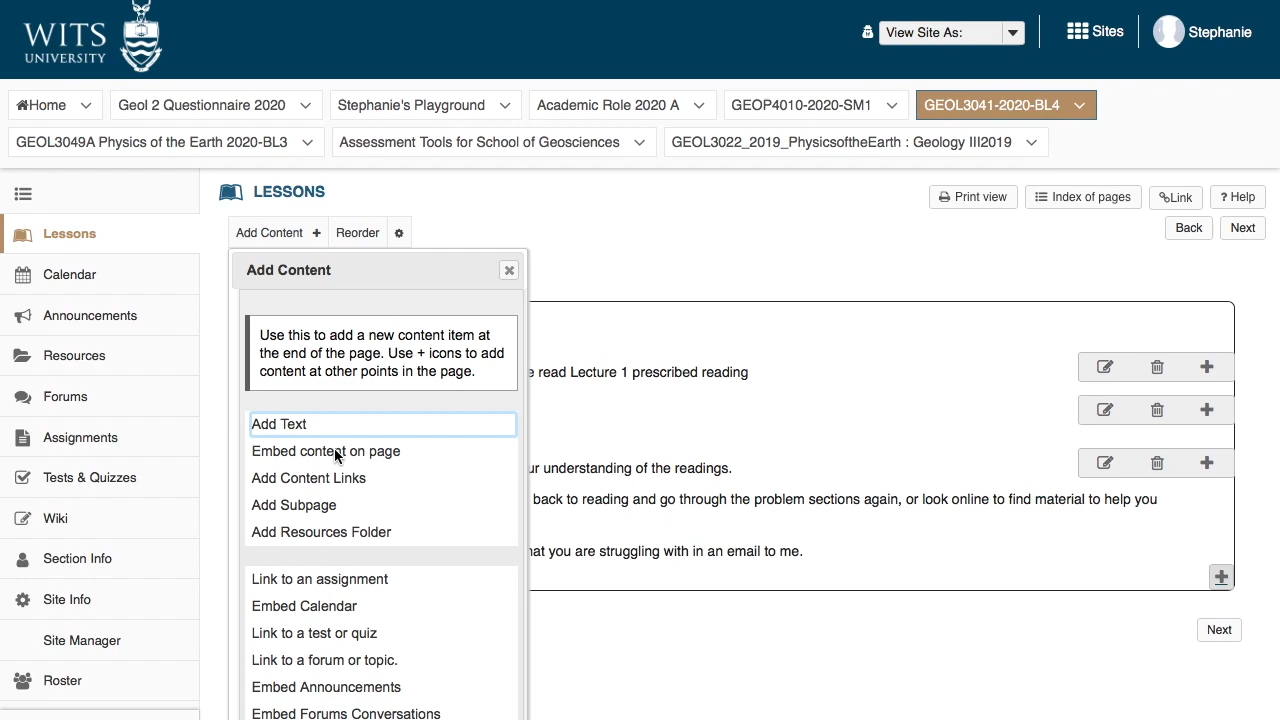 WITS
UNIVERSITY
View Site As:
Sites
Stephanie
Home
Geol 2 Questionnaire 2020
Stephanie's Playground
Academic Role 2020 A
GEOP4010-2020-SM1
GEOL3041-2020-BL4
GEOL3049A Physics of the Earth 2020-BL3
Assessment Tools for School of Geosciences
GEOL3022_2019_PhysicsoftheEarth : Geology III2019
LESSONS
Print view
Index of pages
Link
? Help
Back
Next
Add Content +
Reorder
Lessons
Calendar
Announcements
Resources
Forums
Assignments
Tests & Quizzes
Wiki
Section Info
Site Info
Site Manager
Roster
Add Content
Use this to add a new content item at
the end of the page. Use + icons to add
content at other points in the page.
Add Text
Embed content on page
Add Content Links
Add Subpage
Add Resources Folder
Link to an assignment
Embed Calendar
Link to a test or quiz
Link to a forum or topic.
Embed Announcements
Embed Forums Conversations
read Lecture 1 prescribed reading
understanding of the readings.
back to reading and go through the problem sections again, or look online to find material to help you
you are struggling with in an email to me.
Next